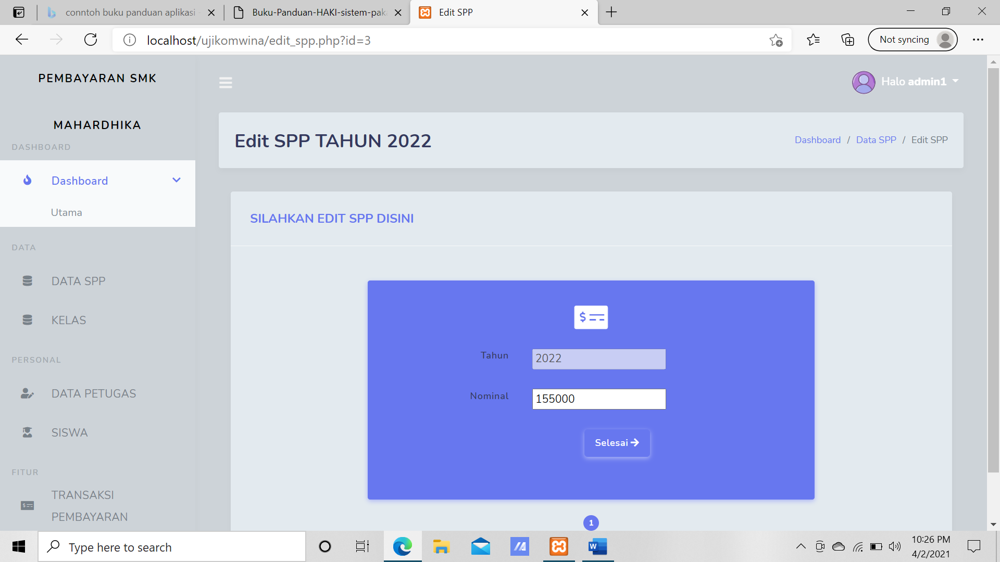 conntoh buku panduan aplikasi
Buku-Panduan-HAKI-sistem-paka
Edit SPP
localhost/ujikomwina/edit_spp.php?id=3
Not syncing
PEMBAYARAN SMK
MAHARDHIKA
Halo admin1
Edit SPP TAHUN 2022
Dashboard / Data SPP / Edit SPP
DASHBOARD
Dashboard
Utama
DATA
DATA SPP
KELAS
PERSONAL
DATA PETUGAS
SISWA
FITUR
TRANSAKSI
PEMBAYARAN
SILAHKAN EDIT SPP DISINI
$
Tahun 2022
Nominal 155000
Selesai
1
Type here to search
W
10:26 PM
4/2/2021